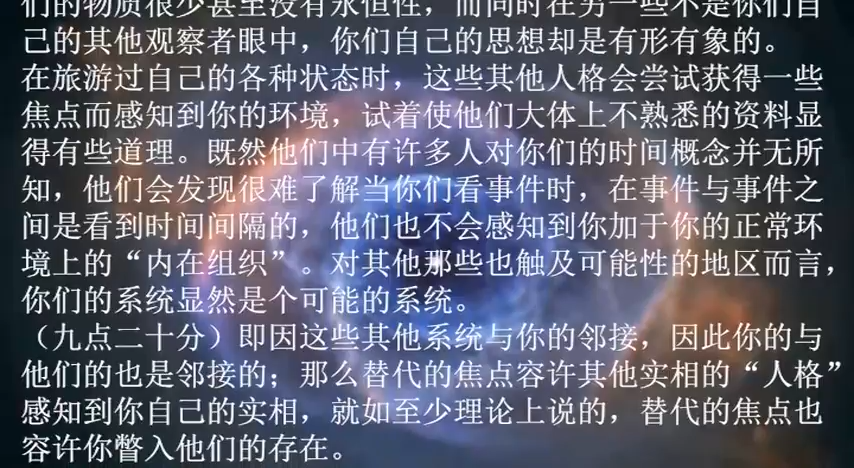 们的物质很少甚至没有永恒性，而同时在另一些不是你们自
己的其他观察者眼中，你们自己的思想却是有形有象的。
在旅游过自己的各种状态时，这些其他人格会尝试获得一些
焦点而感知到你的环境，试着使他们大体上不熟悉的资料显
得有些道理。既然他们中有许多人对你们的时间概念并无所
知，他们会发现很难了解当你们看事件时，在事件与事件之
间是看到时间间隔的，他们也不会感知到你加于你的正常环
境上的“内在组织”。对其他那些也触及可能性的地区而言，
你们的系统显然是个可能的系统。
（九点二十分）即因这些其他系统与你的邻接，因此你的与
他们的也是邻接的；那么替代的焦点容许其他实相的“人格”
感知到你自己的实相，就如至少理论上说的，替代的焦点也
容许你瞥入他们的存在。